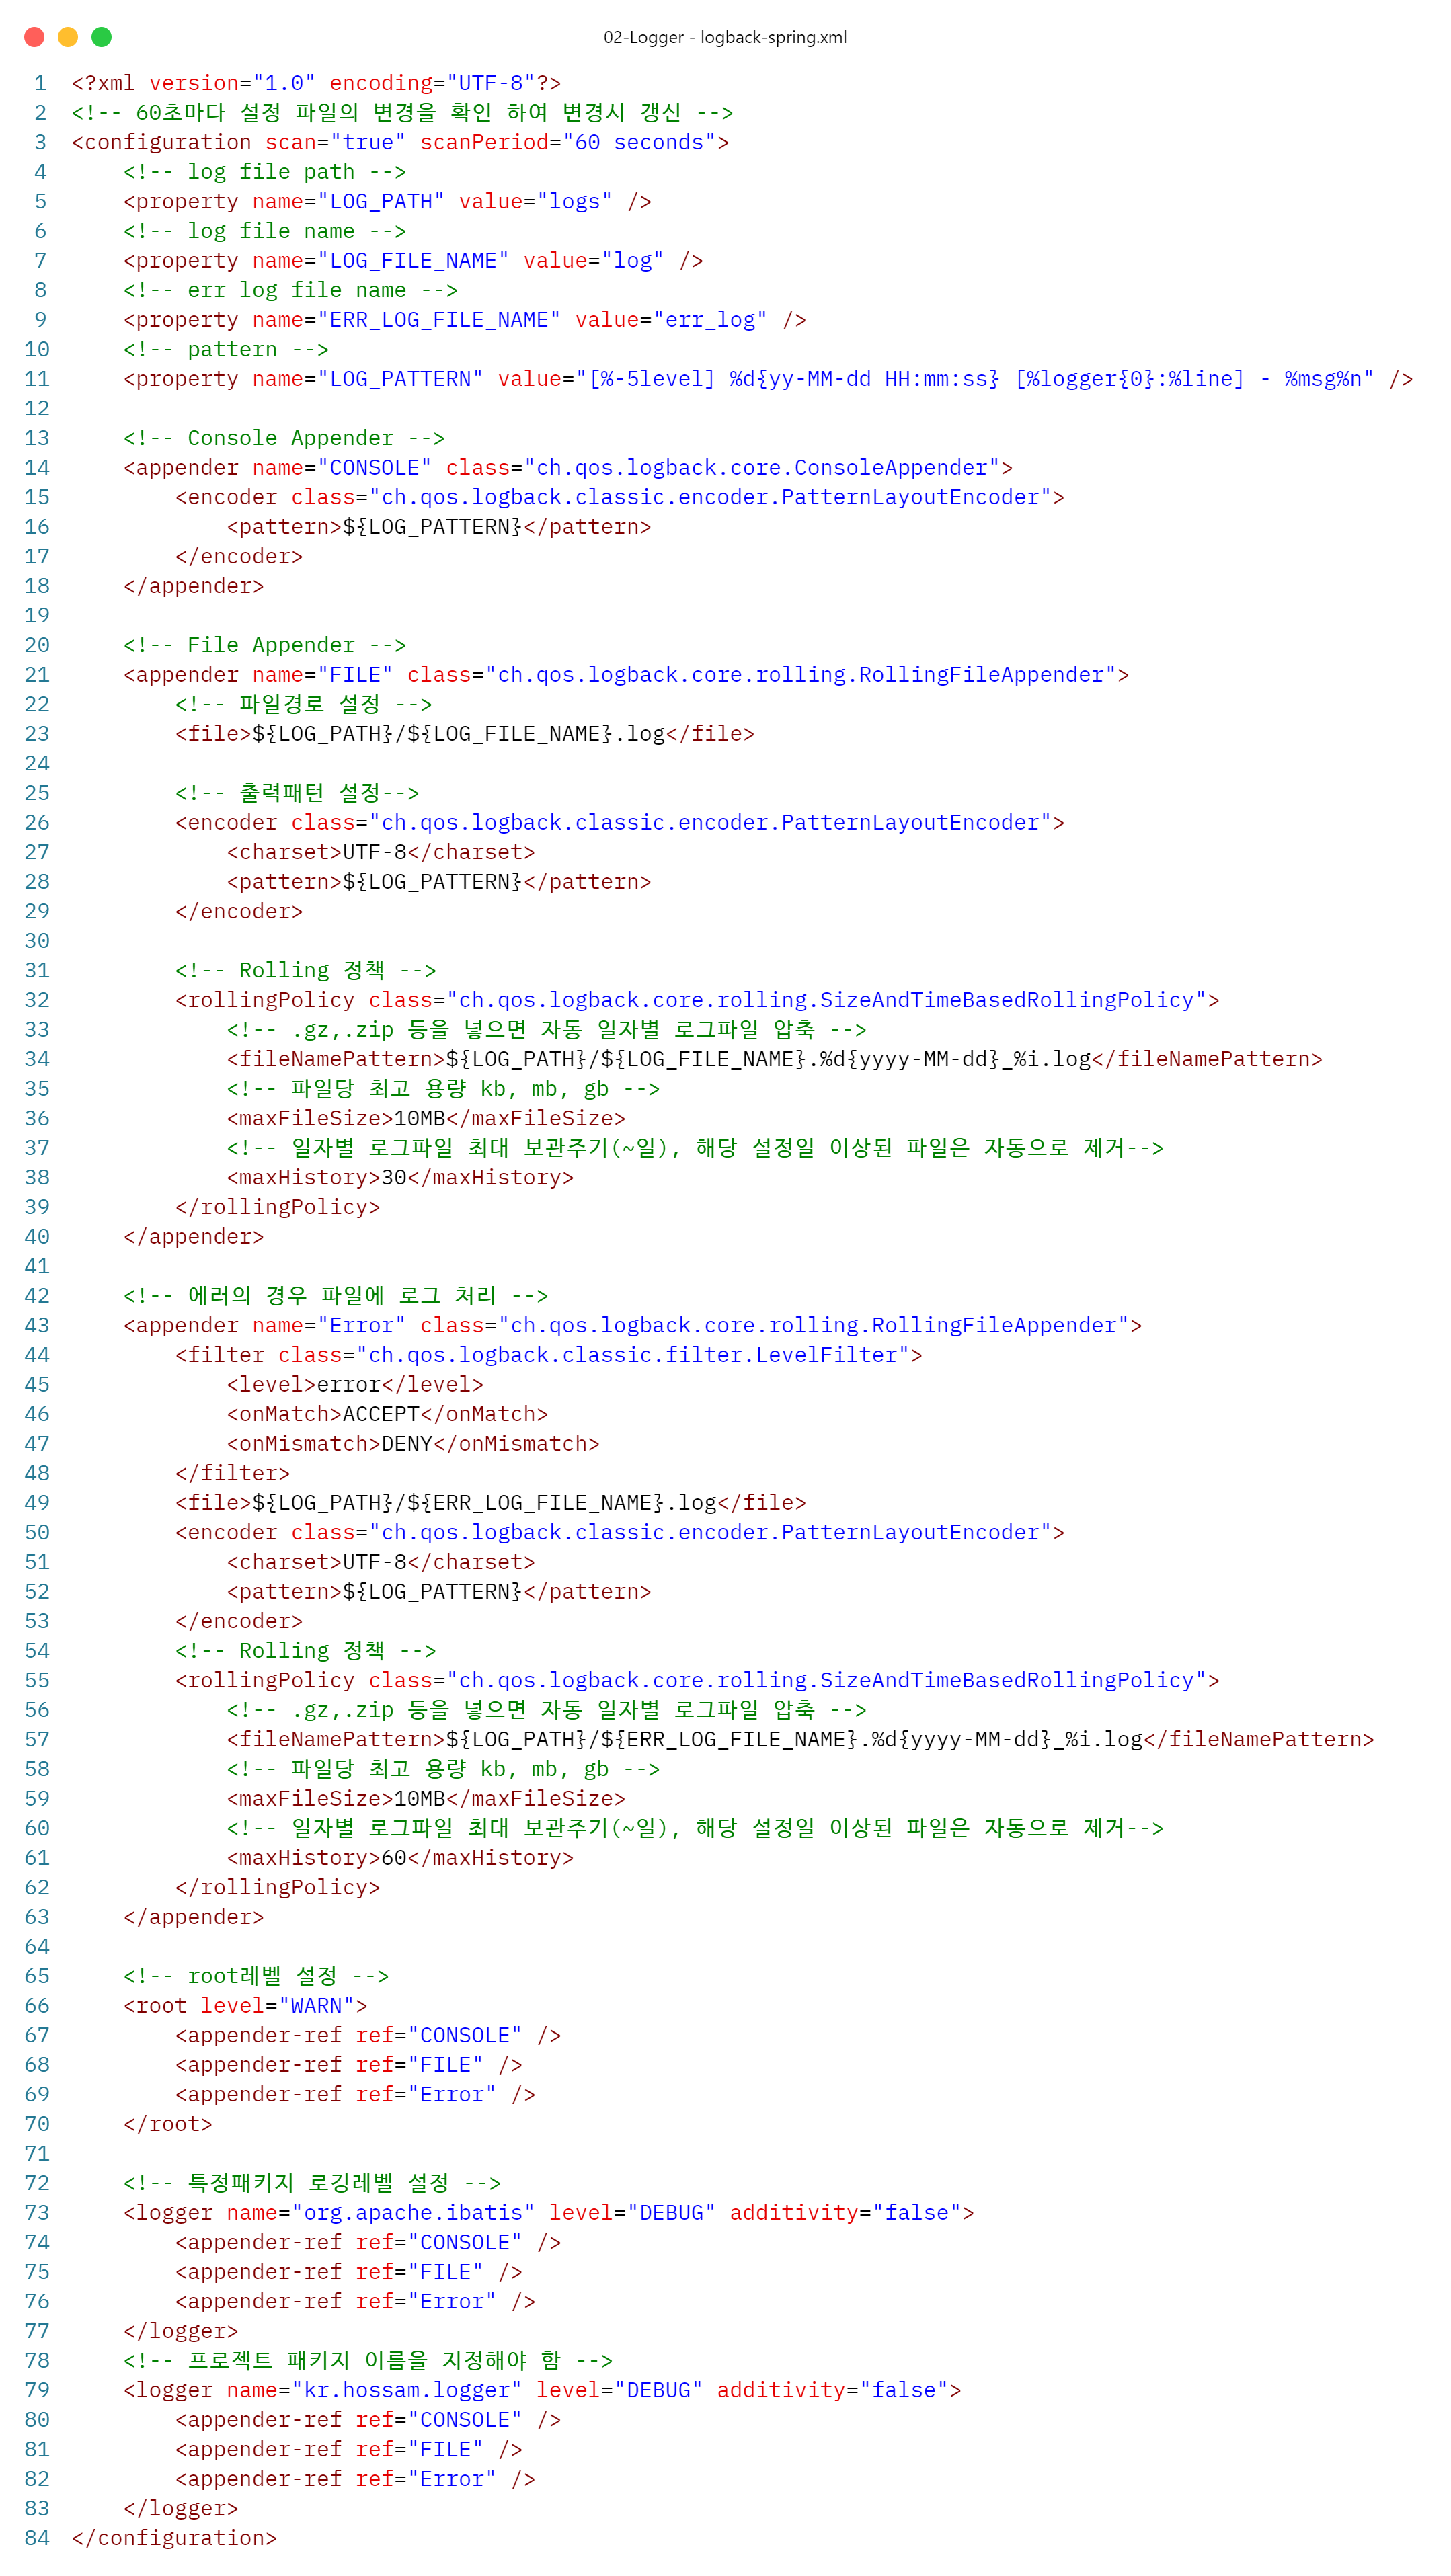 02-Logger - logback-spring.xml
1 <?xml version="1.0" encoding="UTF-8"?>
2 <!-- 60초마다 설정 파일의 변경을 확인 하여 변경시 갱신 -->
3 <configuration scan="true" scanPeriod="60 seconds">
4     <!-- log file path -->
5     <property name="LOG_PATH" value="logs" />
6     <!-- log file name -->
7     <property name="LOG_FILE_NAME" value="log" />
8     <!-- err log file name -->
9     <property name="ERR_LOG_FILE_NAME" value="err_log" />
10     <!-- pattern -->
11     <property name="LOG_PATTERN" value="[%-5level] %d{yy-MM-dd HH:mm:ss} [%logger{0}:%line] - %msg%n" />
12
13     <!-- Console Appender -->
14     <appender name="CONSOLE" class="ch.qos.logback.core.ConsoleAppender">
15         <encoder class="ch.qos.logback.classic.encoder.PatternLayoutEncoder">
16             <pattern>${LOG_PATTERN}</pattern>
17         </encoder>
18     </appender>
19
20     <!-- File Appender -->
21     <appender name="FILE" class="ch.qos.logback.core.rolling.RollingFileAppender">
22         <!-- 파일경로 설정 -->
23         <file>${LOG_PATH}/${LOG_FILE_NAME}.log</file>
24
25         <!-- 출력패턴 설정-->
26         <encoder class="ch.qos.logback.classic.encoder.PatternLayoutEncoder">
27             <charset>UTF-8</charset>
28             <pattern>${LOG_PATTERN}</pattern>
29         </encoder>
30
31         <!-- Rolling 정책 -->
32         <rollingPolicy class="ch.qos.logback.core.rolling.SizeAndTimeBasedRollingPolicy">
33             <!-- .gz,.zip 등을 넣으면 자동 일자별 로그파일 압축 -->
34             <fileNamePattern>${LOG_PATH}/${LOG_FILE_NAME}.%d{yyyy-MM-dd}_%i.log</fileNamePattern>
35             <!-- 파일당 최고 용량 kb, mb, gb -->
36             <maxFileSize>10MB</maxFileSize>
37             <!-- 일자별 로그파일 최대 보관주기(~일), 해당 설정일 이상된 파일은 자동으로 제거-->
38             <maxHistory>30</maxHistory>
39         </rollingPolicy>
40     </appender>
41
42     <!-- 에러의 경우 파일에 로그 처리 -->
43     <appender name="Error" class="ch.qos.logback.core.rolling.RollingFileAppender">
44         <filter class="ch.qos.logback.classic.filter.LevelFilter">
45             <level>error</level>
46             <onMatch>ACCEPT</onMatch>
47             <onMismatch>DENY</onMismatch>
48         </filter>
49         <file>${LOG_PATH}/${ERR_LOG_FILE_NAME}.log</file>
50         <encoder class="ch.qos.logback.classic.encoder.PatternLayoutEncoder">
51             <charset>UTF-8</charset>
52             <pattern>${LOG_PATTERN}</pattern>
53         </encoder>
54         <!-- Rolling 정책 -->
55         <rollingPolicy class="ch.qos.logback.core.rolling.SizeAndTimeBasedRollingPolicy">
56             <!-- .gz,.zip 등을 넣으면 자동 일자별 로그파일 압축 -->
57             <fileNamePattern>${LOG_PATH}/${ERR_LOG_FILE_NAME}.%d{yyyy-MM-dd}_%i.log</fileNamePattern>
58             <!-- 파일당 최고 용량 kb, mb, gb -->
59             <maxFileSize>10MB</maxFileSize>
60             <!-- 일자별 로그파일 최대 보관주기(~일), 해당 설정일 이상된 파일은 자동으로 제거-->
61             <maxHistory>60</maxHistory>
62         </rollingPolicy>
63     </appender>
64
65     <!-- root레벨 설정 -->
66     <root level="WARN">
67         <appender-ref ref="CONSOLE" />
68         <appender-ref ref="FILE" />
69         <appender-ref ref="Error" />
70     </root>
71
72     <!-- 특정패키지 로깅레벨 설정 -->
73     <logger name="org.apache.ibatis" level="DEBUG" additivity="false">
74         <appender-ref ref="CONSOLE" />
75         <appender-ref ref="FILE" />
76         <appender-ref ref="Error" />
77     </logger>
78     <!-- 프로젝트 패키지 이름을 지정해야 함 -->
79     <logger name="kr.hossam.logger" level="DEBUG" additivity="false">
80         <appender-ref ref="CONSOLE" />
81         <appender-ref ref="FILE" />
82         <appender-ref ref="Error" />
83     </logger>
84 </configuration>